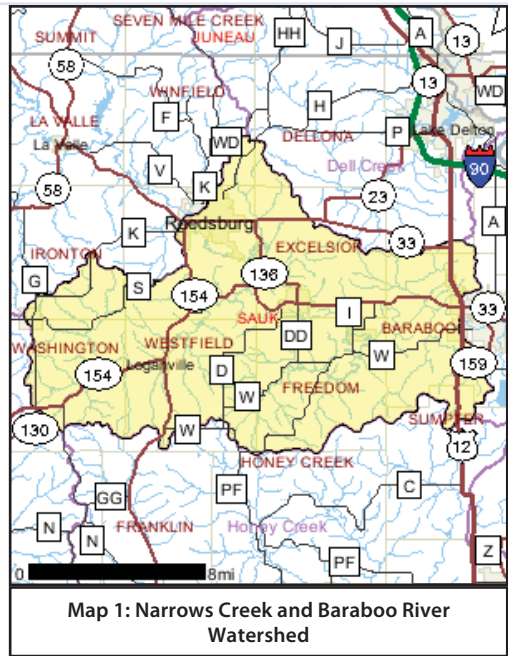 SEVEN MILE CREEK
SUMMIT
JUNEAU
HH
J
A
13
58
13
WINFIELD
WD
F
H
LA VALLE
La Valle
WD
DELLONA
P
Lake Delton
Dell Creek
90
V
58
K
23
A
Reedsburg
K
33
IRONTON
EXCELSIOR
136
G
S
154
I
33
SAUK
BARABOO
WASHINGTON
WESTFIELD
DD
W
159
154
Loganville
D
W
FREEDOM
130
W
SUMPTER
12
HONEY CREEK
GG
PF
C
N
N
FRANKLIN
Honey Creek
PF
Z
0
8mi
Map 1: Narrows Creek and Baraboo River
Watershed